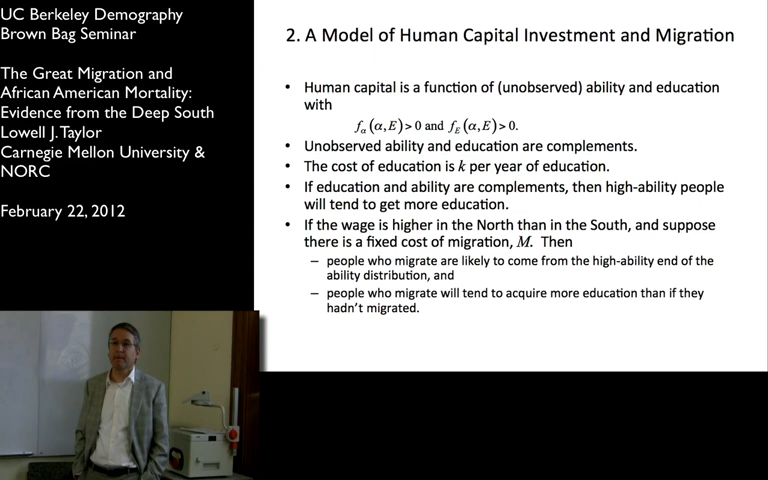 UC Berkeley Demography
Brown Bag Seminar
The Great Migration and
African American Mortality:
Evidence from the Deep South
Lowell J. Taylor
Carnegie Mellon University &
NORC
February 22, 2012
2. A Model of Human Capital Investment and Migration
• Human capital is a function of (unobserved) ability and education
with
fα(α,E)>0 and fE(α,E)>0.
• Unobserved ability and education are complements.
• The cost of education is k per year of education.
• If education and ability are complements, then high-ability people
will tend to get more education.
• If the wage is higher in the North than in the South, and suppose
there is a fixed cost of migration, M. Then
– people who migrate are likely to come from the high-ability end of the
ability distribution, and
– people who migrate will tend to acquire more education than if they
hadn't migrated.